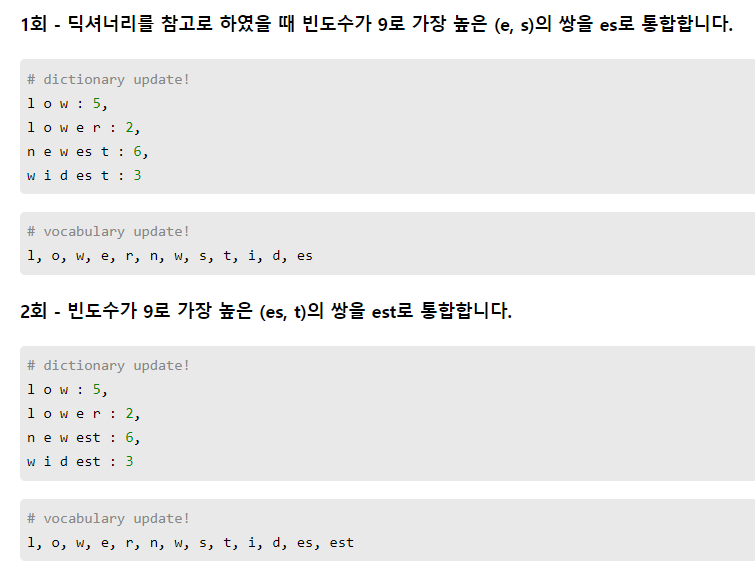 1회 - 딕셔너리를 참고로 하였을 때 빈도수가 9로 가장 높은 (e, s)의 쌍을 es로 통합합니다.
# dictionary update!
l o w : 5,
l o w e r : 2,
n e w es t : 6,
w i d es t : 3
# vocabulary update!
l, o, w, e, r, n, w, s, t, i, d, es
2회 - 빈도수가 9로 가장 높은 (es, t)의 쌍을 est로 통합합니다.
# dictionary update!
l o w : 5,
l o w e r : 2,
n e w est : 6,
w i d est : 3
# vocabulary update!
l, o, w, e, r, n, w, s, t, i, d, es, est